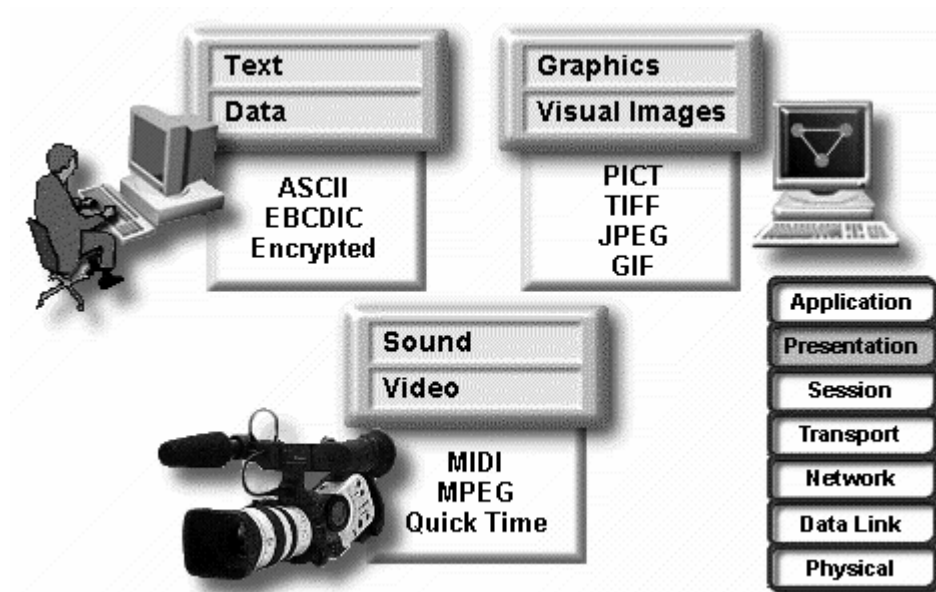 Text
Data
ASCII
EBCDIC
Encrypted
Graphics
Visual Images
PICT
TIFF
JPEG
GIF
Sound
Video
MIDI
MPEG
Quick Time
Application
Presentation
Session
Transport
Network
Data Link
Physical